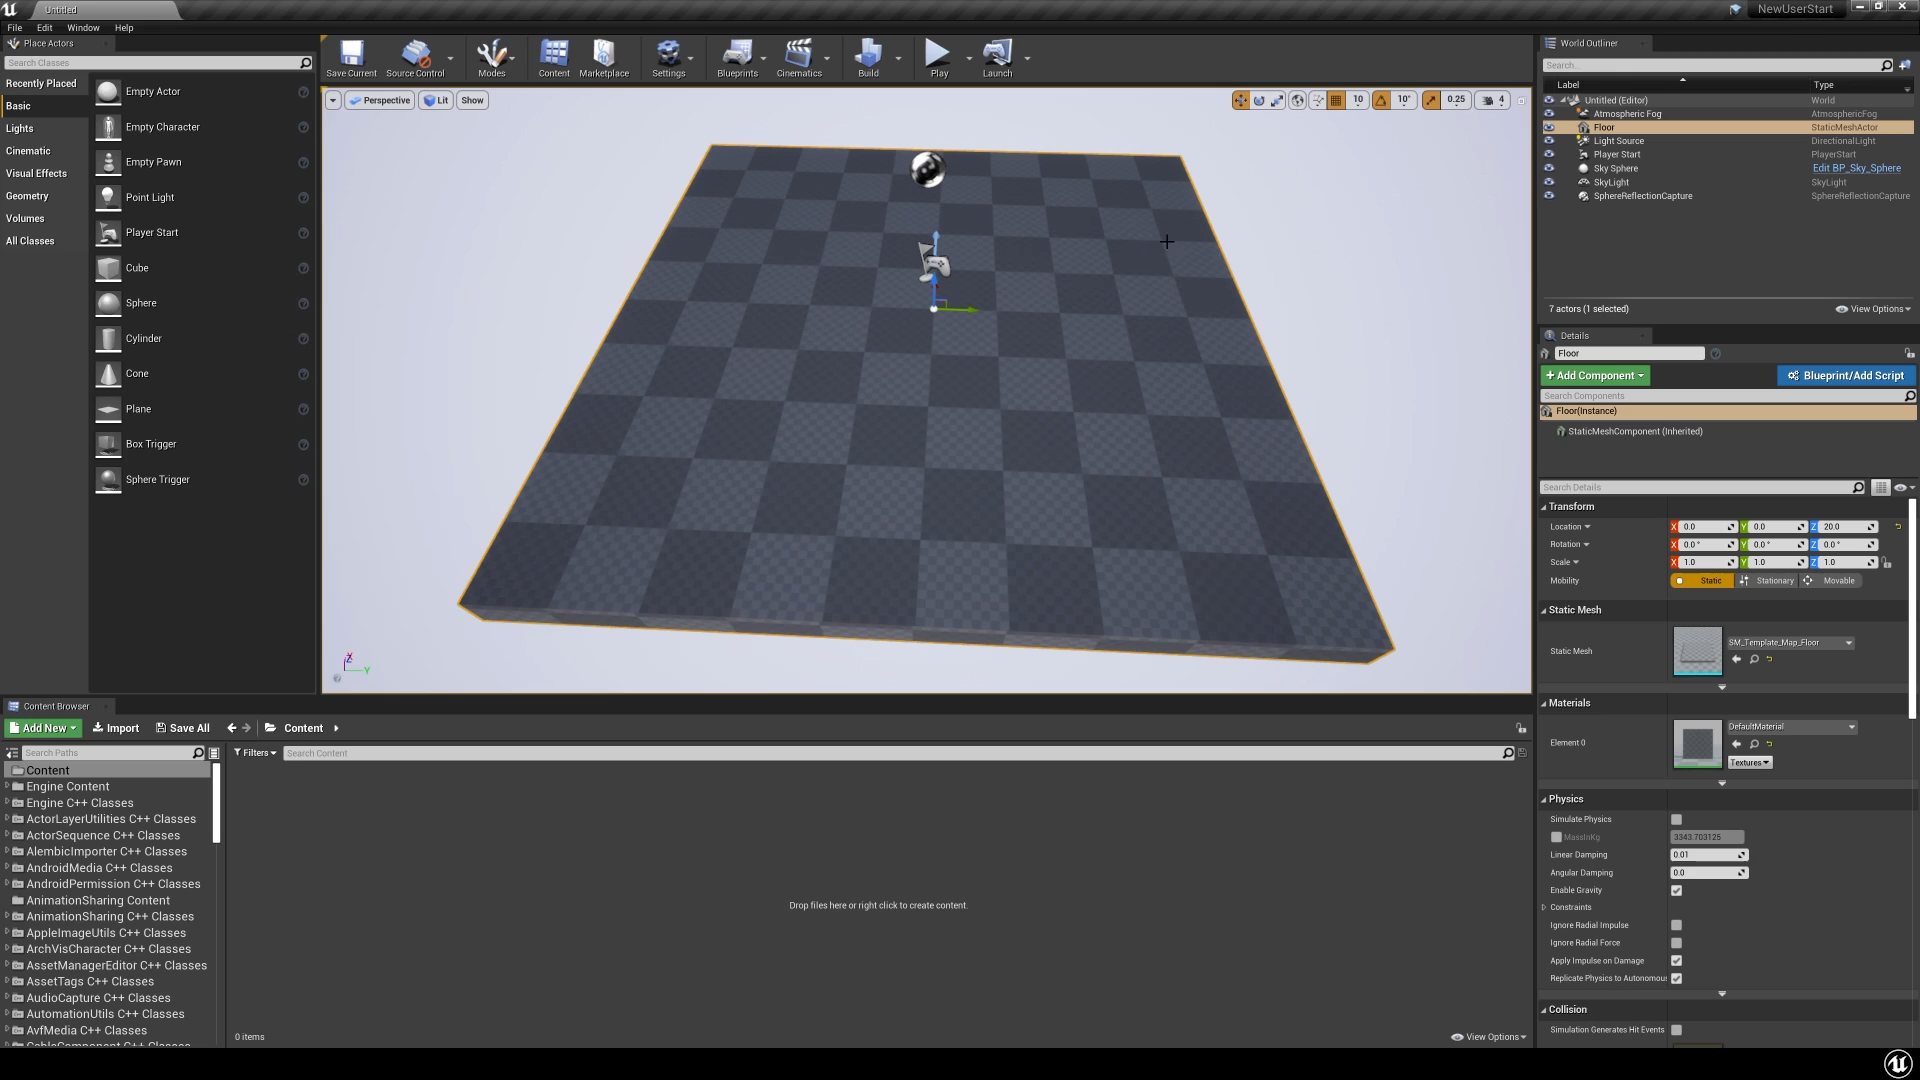 Untitled
NewUserStart
File Edit Window Help
Place Actors
Search Classes
Recently Placed
Basic
Lights
Cinematic
Visual Effects
Geometry
Volumes
All Classes
Empty Actor
Empty Character
Empty Pawn
Point Light
Player Start
Cube
Sphere
Cylinder
Cone
Plane
Box Trigger
Sphere Trigger
Save Current Source Control Modes Content Marketplace Settings Blueprints Cinematics Build Play Launch
Perspective Lit Show
10 10° 0.25 4
Z
Y
World Outliner
Search...
Label Type
Untitled (Editor) World
Atmospheric Fog AtmosphericFog
Floor StaticMeshActor
Light Source DirectionalLight
Player Start PlayerStart
Sky Sphere Edit BP_Sky_Sphere
SkyLight SkyLight
SphereReflectionCapture SphereReflectionCapture
7 actors (1 selected) View Options
Details
Floor
+ Add Component Blueprint/Add Script
Search Components
Floor(Instance)
StaticMeshComponent (Inherited)
Search Details
Transform
Location X 0.0 Y 0.0 Z 20.0
Rotation X 0.0° Y 0.0° Z 0.0°
Scale X 1.0 Y 1.0 Z 1.0
Mobility Static Stationary Movable
Static Mesh
Static Mesh SM_Template_Map_Floor
Materials
Element 0 DefaultMaterial
Textures
Physics
Simulate Physics
MassInKg 3343.703125
Linear Damping 0.01
Angular Damping 0.0
Enable Gravity
Constraints
Ignore Radial Impulse
Ignore Radial Force
Apply Impulse on Damage
Replicate Physics to Autonomou
Collision
Simulation Generates Hit Events
Content Browser
Add New Import Save All Content
Search Paths
Filters Search Content
Content
Engine Content
Engine C++ Classes
ActorLayerUtilities C++ Classes
ActorSequence C++ Classes
AlembicImporter C++ Classes
AndroidMedia C++ Classes
AndroidPermission C++ Classes
AnimationSharing Content
AnimationSharing C++ Classes
AppleImageUtils C++ Classes
ArchVisCharacter C++ Classes
AssetManagerEditor C++ Classes
AssetTags C++ Classes
AudioCapture C++ Classes
AutomationUtils C++ Classes
AvfMedia C++ Classes
CableComponent C++ Classes
Drop files here or right click to create content.
0 items View Options